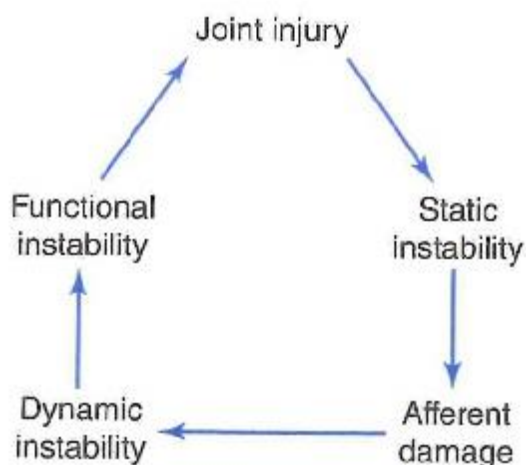 Joint injury
Static
instability
Afferent
damage
Dynamic
instability
Functional
instability